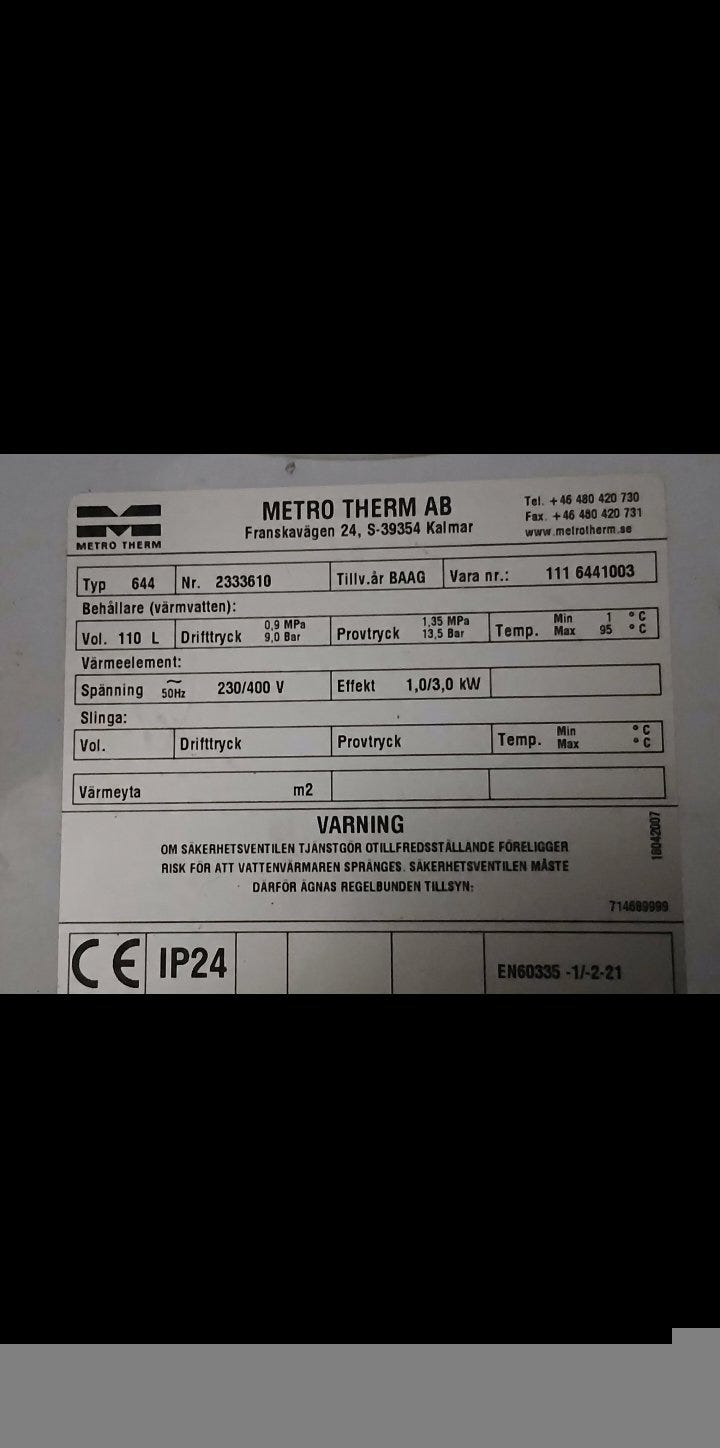 METRO THERM
METRO THERM AB
Franskavägen 24, S-39354 Kalmar
Tel. +46 480 420 730
Fax. +46 480 420 731
www.metrotherm.se
Typ 644 Nr. 2333610 Tillv.år BAAG Vara nr.: 111 6441003
Behållare (värmvatten):
Vol. 110 L Drifttryck 0,9 MPa 9,0 Bar Provtryck 1,35 MPa 13,5 Bar Temp. Min 1 °C Max 95 °C
Värmeelement:
Spänning ~ 50Hz 230/400 V Effekt 1,0/3,0 kW
Slinga:
Vol. Drifttryck Provtryck Temp. Min °C Max °C
Värmeyta m2
VARNING
OM SÄKERHETSVENTILEN TJÄNSTGÖR OTILLFREDSSTÄLLANDE FÖRELIGGER
RISK FÖR ATT VATTENVÄRMAREN SPRÄNGES. SÄKERHETSVENTILEN MÅSTE
DÄRFÖR ÄGNAS REGELBUNDEN TILLSYN:
18042007
714689999
CE IP24 EN60335 -1/-2-21